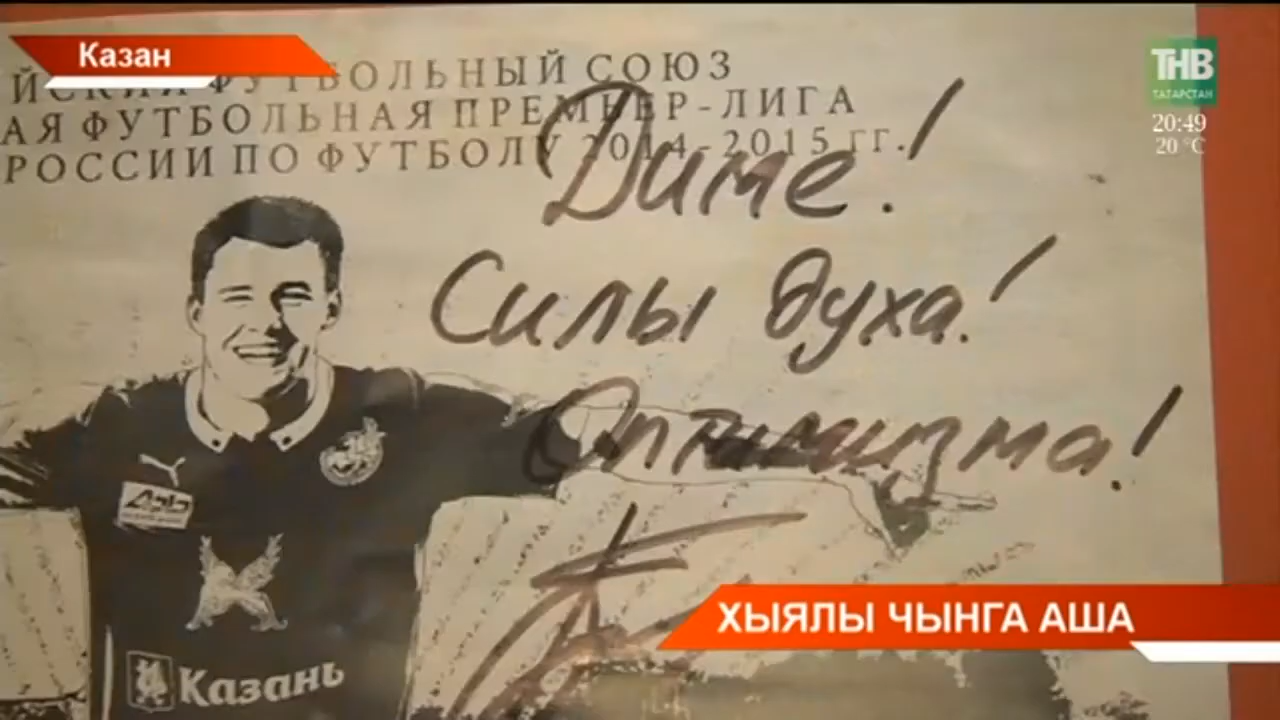 Казан
ТНВ
ТАТАРСТАН
20:49
20 °C
ЙСКИЙ ФУТБОЛЬНЫЙ СОЮЗ
АЯ ФУТБОЛЬНАЯ ПРЕМЬЕР-ЛИГА
РОССИИ ПО ФУТБОЛУ 2014-2015 гг.
Диме!
Силы духа!
Оптимизма!
Казань
ХЫЯЛЫ ЧЫНГА АША